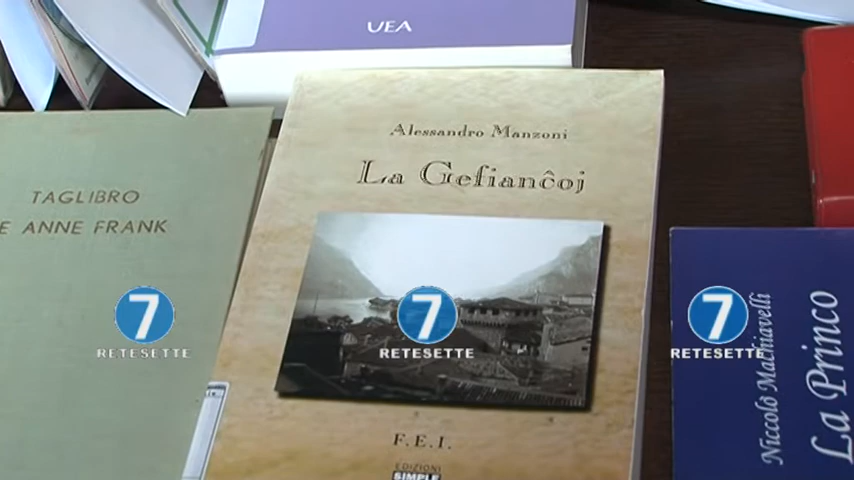 UEA
Alessandro Manzoni
La Gefianĉoj
TAGLIBRO
E ANNE FRANK
7
RETESETTE
7
RETESETTE
7
RETESETTE
Niccolò Machiavelli
La Princo
F.E.I.
EDIZIONI
SIMPLE